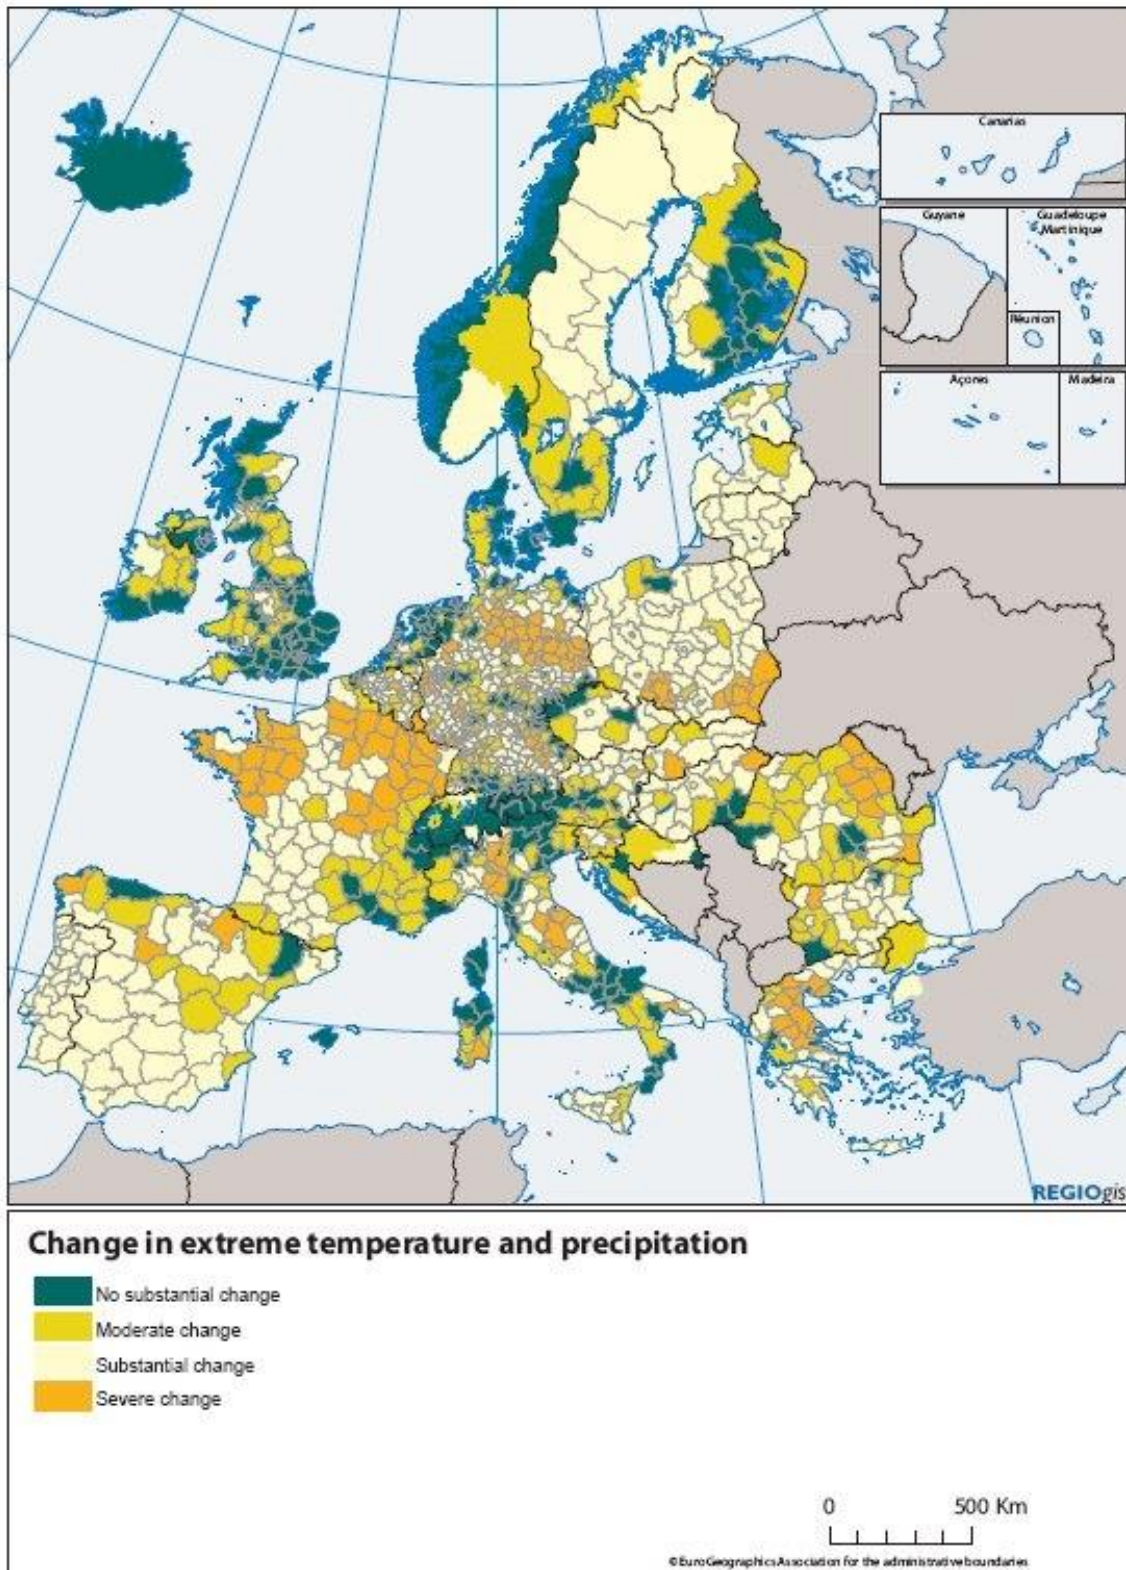 Canarias
Guyane
Guadeloupe
Martinique
Réunion
Açores
Madeira
REGIOgis
Change in extreme temperature and precipitation
No substantial change
Moderate change
Substantial change
Severe change
0 500 Km
© EuroGeographics Association for the administrative boundaries